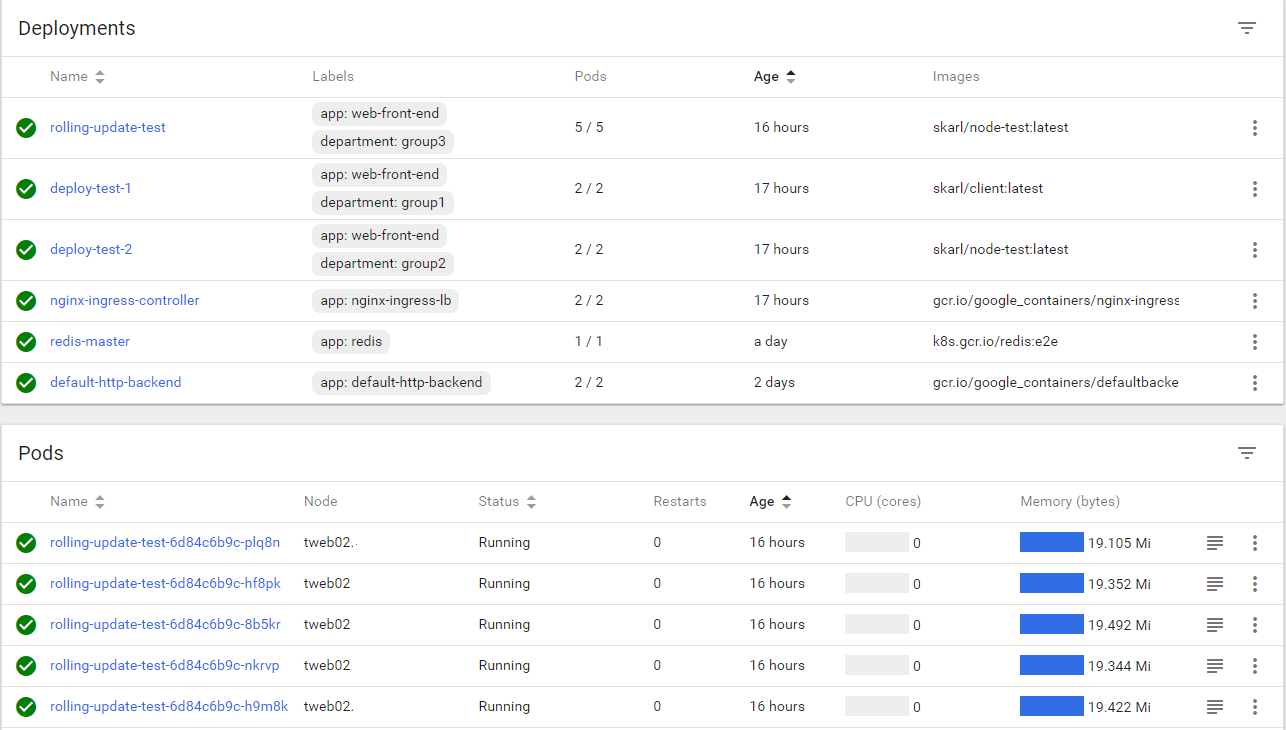 Deployments
Name Labels Pods Age Images
app: web-front-end
rolling-update-test 5 / 5 16 hours skarl/node-test:latest
department: group3
app: web-front-end
deploy-test-1 2 / 2 17 hours skarl/client:latest
department: group1
app: web-front-end
deploy-test-2 2 / 2 17 hours skarl/node-test:latest
department: group2
nginx-ingress-controller app: nginx-ingress-lb 2 / 2 17 hours gcr.io/google_containers/nginx-ingress
redis-master app: redis 1 / 1 a day k8s.gcr.io/redis:e2e
default-http-backend app: default-http-backend 2 / 2 2 days gcr.io/google_containers/defaultbacke
Pods
Name Node Status Restarts Age CPU (cores) Memory (bytes)
rolling-update-test-6d84c6b9c-plq8n tweb02. Running 0 16 hours 0 19.105 Mi
rolling-update-test-6d84c6b9c-hf8pk tweb02 Running 0 16 hours 0 19.352 Mi
rolling-update-test-6d84c6b9c-8b5kr tweb02 Running 0 16 hours 0 19.492 Mi
rolling-update-test-6d84c6b9c-nkrvp tweb02 Running 0 16 hours 0 19.344 Mi
rolling-update-test-6d84c6b9c-h9m8k tweb02. Running 0 16 hours 0 19.422 Mi